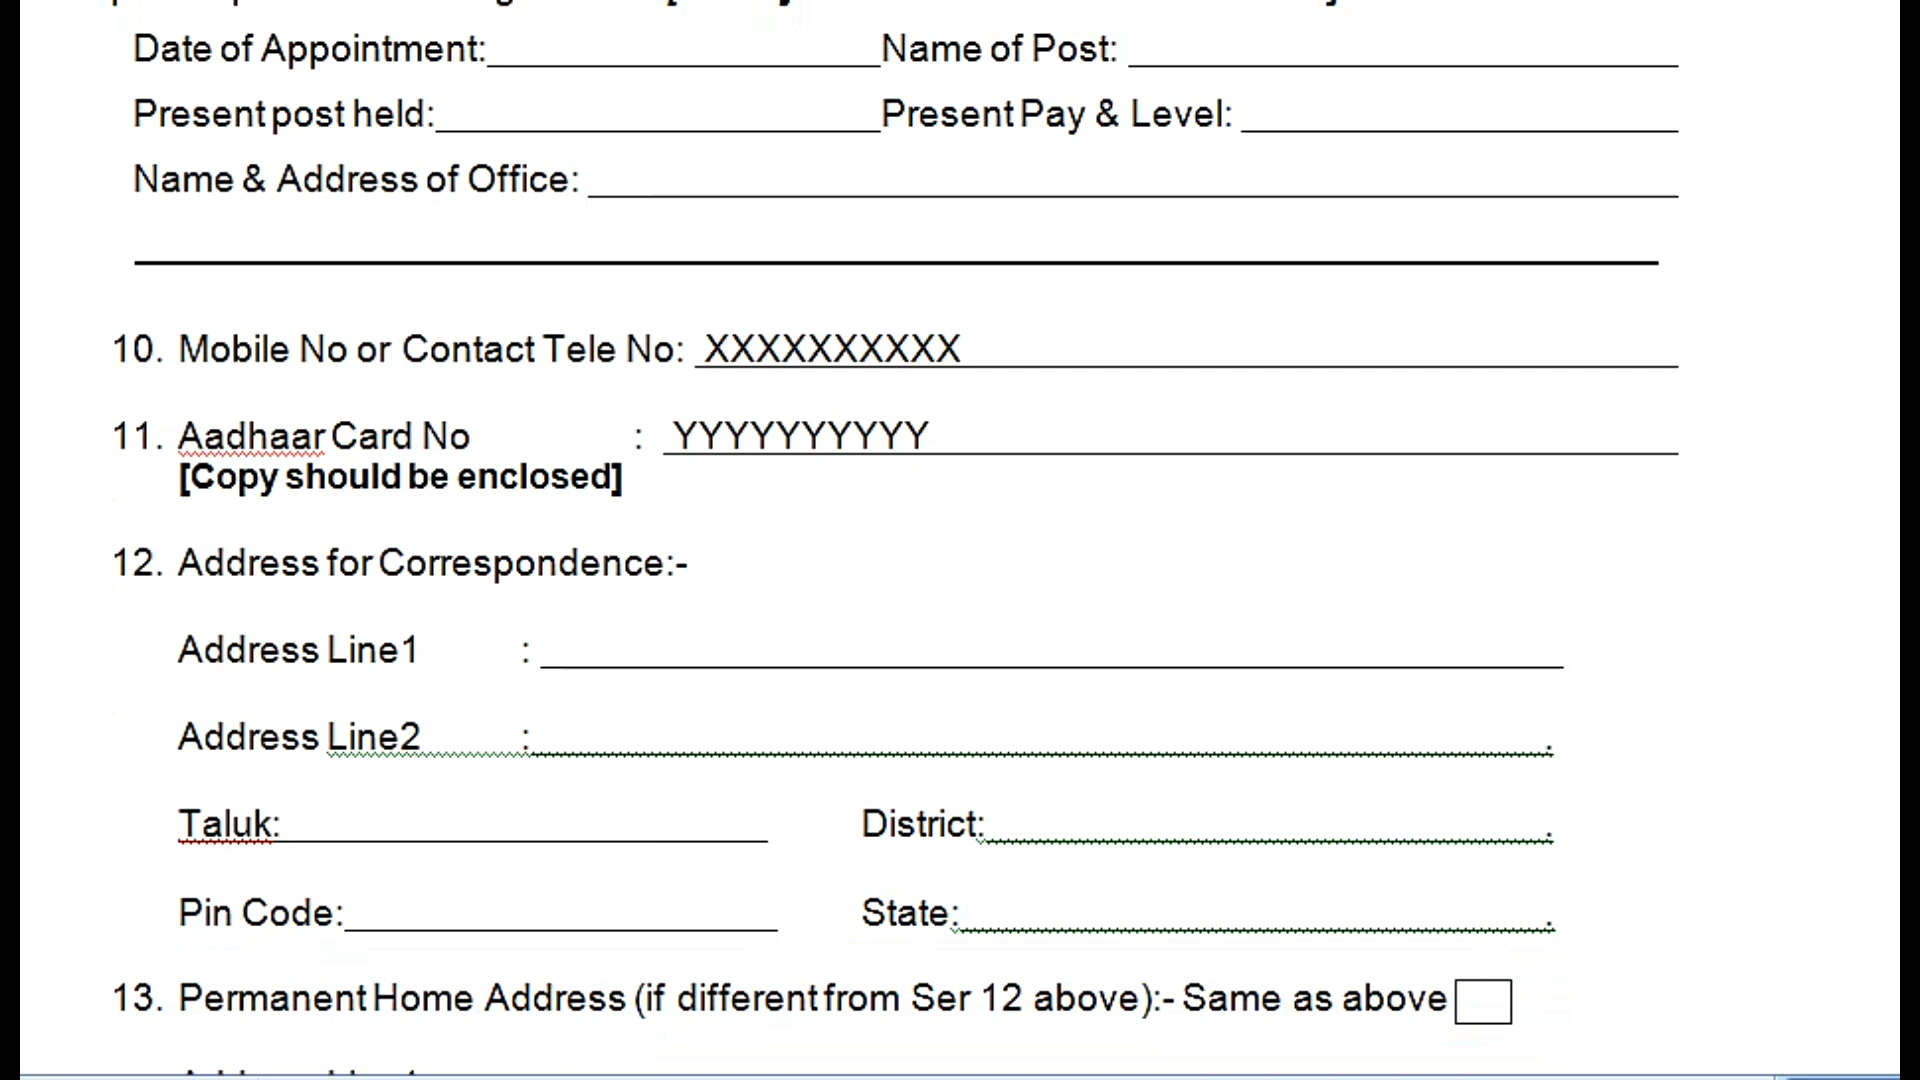 Date of Appointment: Name of Post:
Present post held: Present Pay & Level:
Name & Address of Office:
10. Mobile No or Contact Tele No: XXXXXXXXXX
11. Aadhaar Card No : YYYYYYYYYY
[Copy should be enclosed]
12. Address for Correspondence:-
Address Line1 :
Address Line2 : .
Taluk: District: .
Pin Code: State: .
13. Permanent Home Address (if different from Ser 12 above):- Same as above